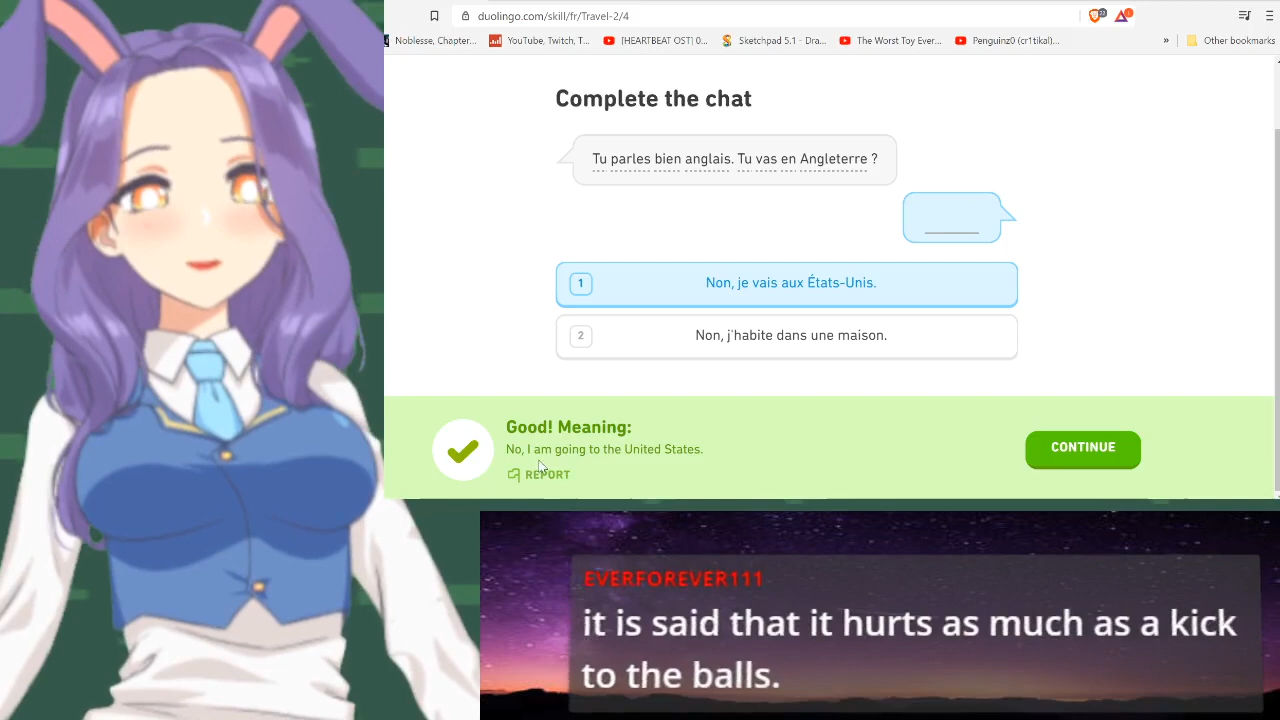 duolingo.com/skill/fr/Travel-2/4
Noblesse, Chapter...
YouTube, Twitch, T...
[HEARTBEAT OST] 0...
Sketchpad 5.1 - Dr...
The Worst Toy Ever...
Penguinz0 (cr1tikal)...
»
Other bookmarks
Complete the chat
Tu parles bien anglais. Tu vas en Angleterre ?
1 Non, je vais aux États-Unis.
2 Non, j'habite dans une maison.
Good! Meaning:
No, I am going to the United States.
REPORT
CONTINUE
EVERFOREVER111
it is said that it hurts as much as a kick
to the balls.